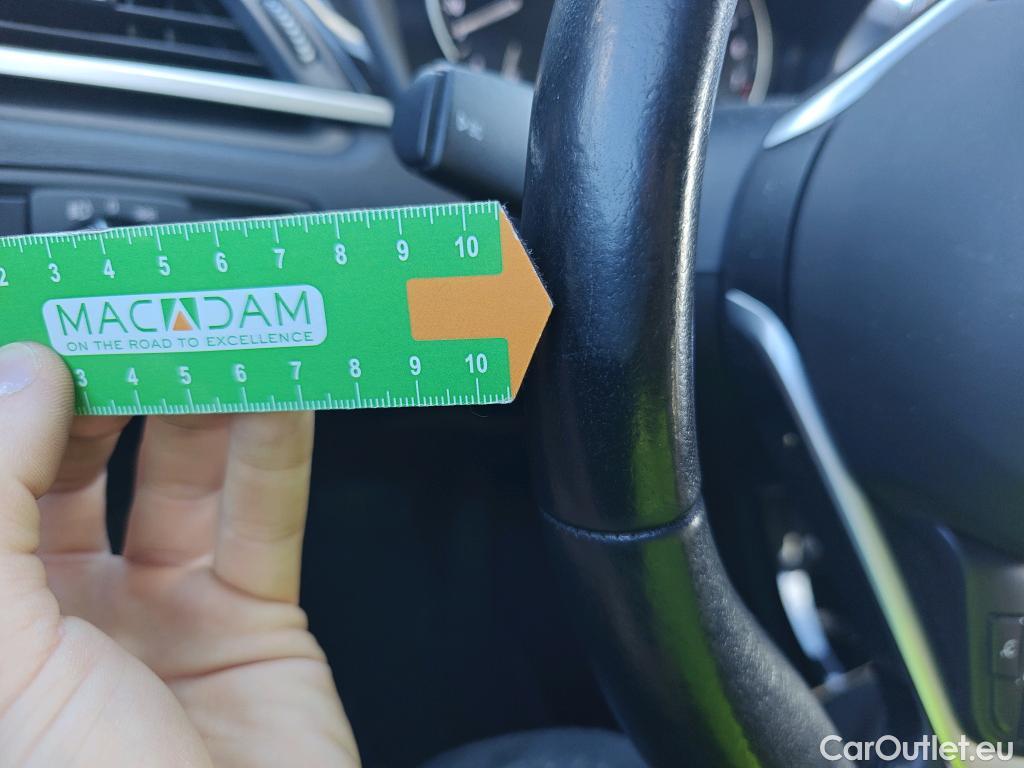 2 3 4 5 6 7 8 9 10
MACADAM
ON THE ROAD TO EXCELLENCE
3 4 5 6 7 8 9 10
CarOutlet.eu